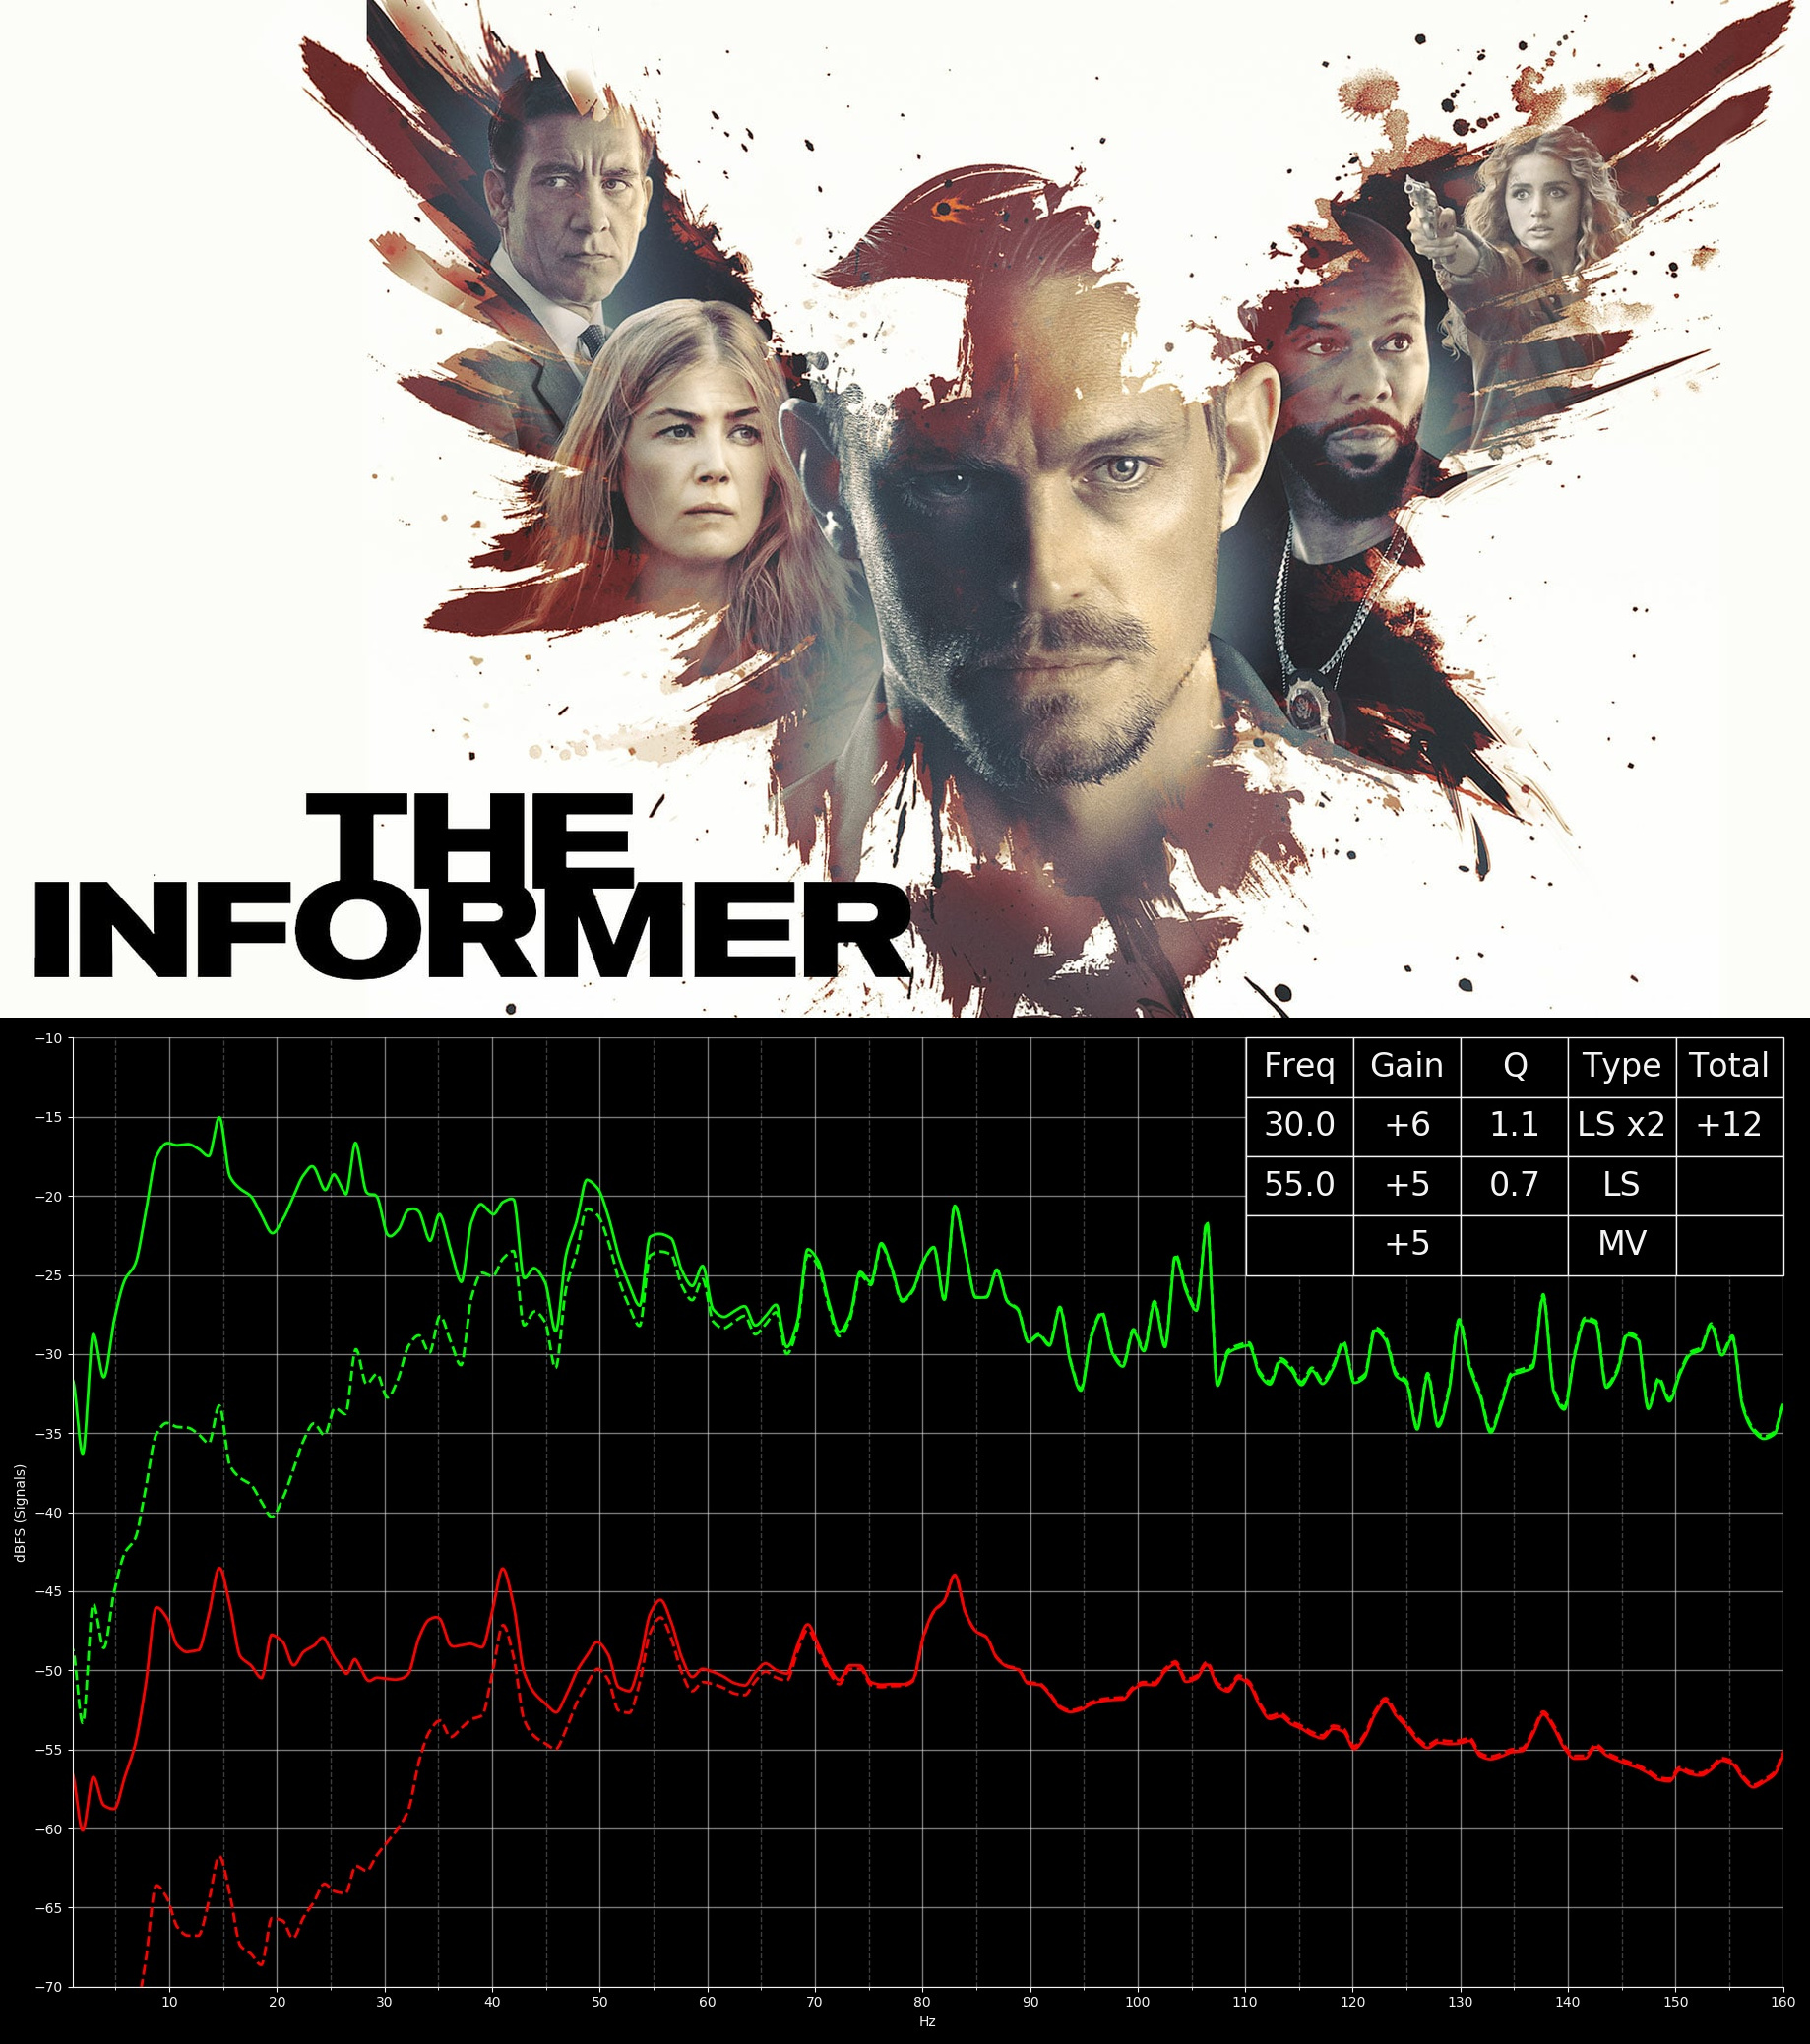 THE
INFORMER
Freq Gain Q Type Total
30.0 +6 1.1 LS x2 +12
55.0 +5 0.7 LS
+5 MV
−10
−15
−20
−25
−30
−35
−40
−45
−50
−55
−60
−65
−70
dBFS (Signals)
10 20 30 40 50 60 70 80 90 100 110 120 130 140 150 160
Hz